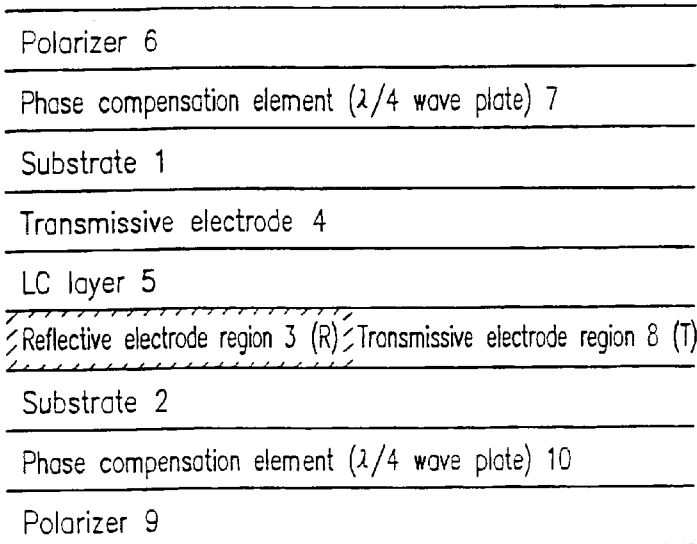 Polarizer 6
Phase compensation element (λ/4 wave plate) 7
Substrate 1
Transmissive electrode 4
LC layer 5
Reflective electrode region 3 (R) Transmissive electrode region 8 (T)
Substrate 2
Phase compensation element (λ/4 wave plate) 10
Polarizer 9